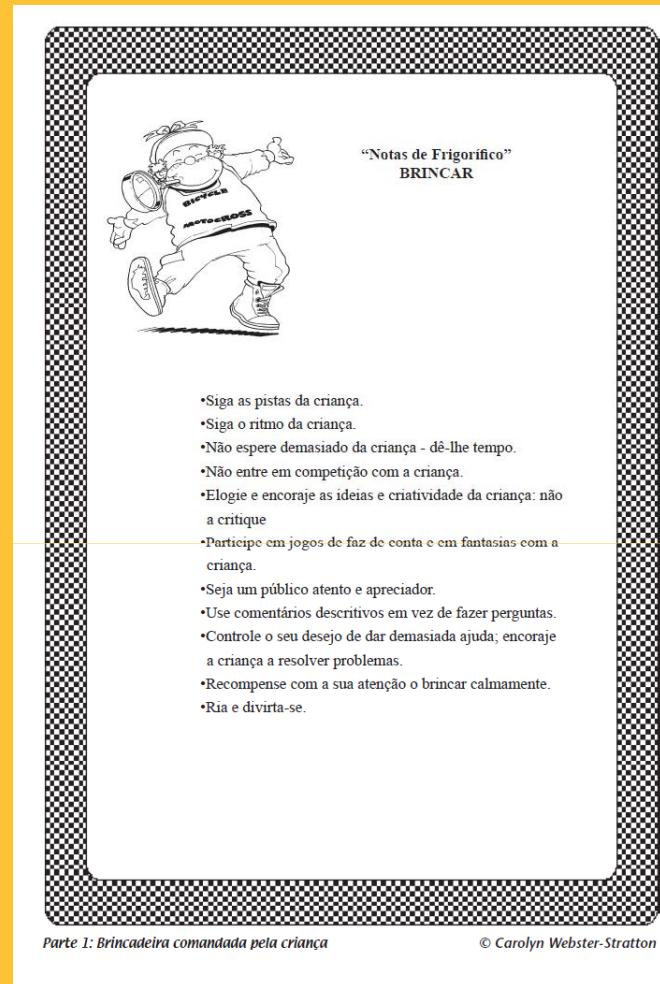 “Notas de Frigorífico”
BRINCAR
BICYCLE
MOTOCROSS
•Siga as pistas da criança.
•Siga o ritmo da criança.
•Não espere demasiado da criança - dê-lhe tempo.
•Não entre em competição com a criança.
•Elogie e encoraje as ideias e criatividade da criança: não
a critique
•Participe em jogos de faz de conta e em fantasias com a
criança.
•Seja um público atento e apreciador.
•Use comentários descritivos em vez de fazer perguntas.
•Controle o seu desejo de dar demasiada ajuda; encoraje
a criança a resolver problemas.
•Recompense com a sua atenção o brincar calmamente.
•Ria e divirta-se.
Parte 1: Brincadeira comandada pela criança © Carolyn Webster-Stratton